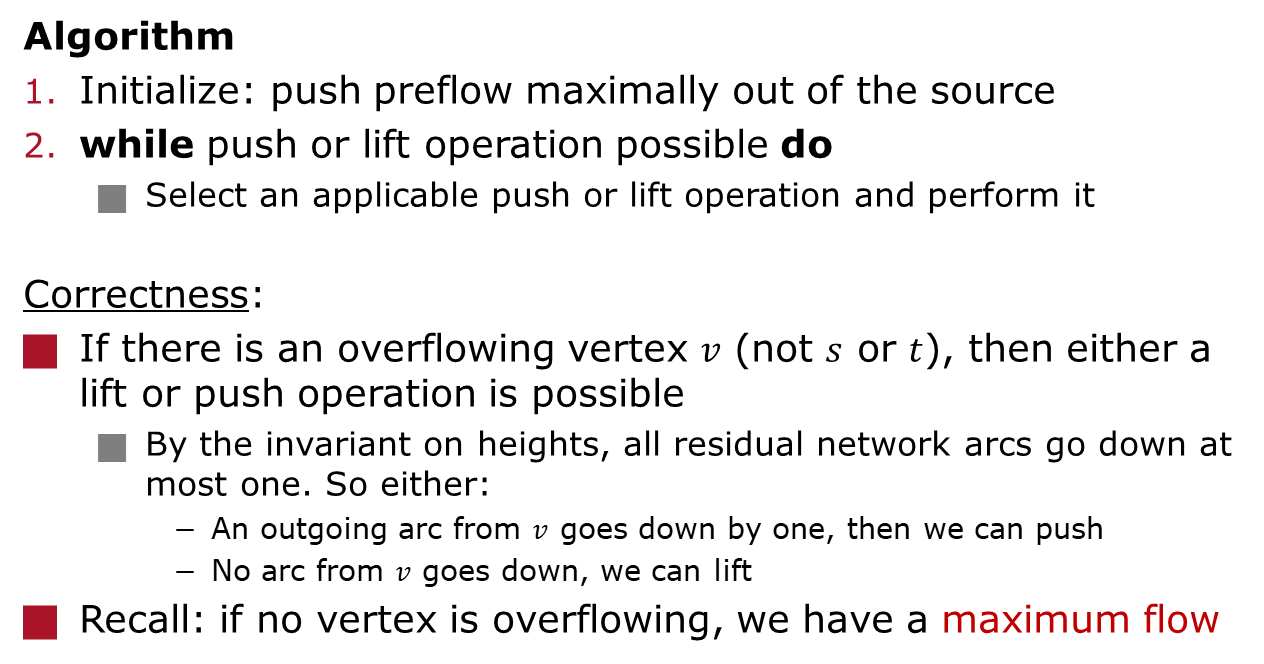 Algorithm
1. Initialize: push preflow maximally out of the source
2. while push or lift operation possible do
Select an applicable push or lift operation and perform it
Correctness:
If there is an overflowing vertex 𝑣 (not 𝑠 or 𝑡), then either a
lift or push operation is possible
By the invariant on heights, all residual network arcs go down at
most one. So either:
– An outgoing arc from 𝑣 goes down by one, then we can push
– No arc from 𝑣 goes down, we can lift
Recall: if no vertex is overflowing, we have a maximum flow